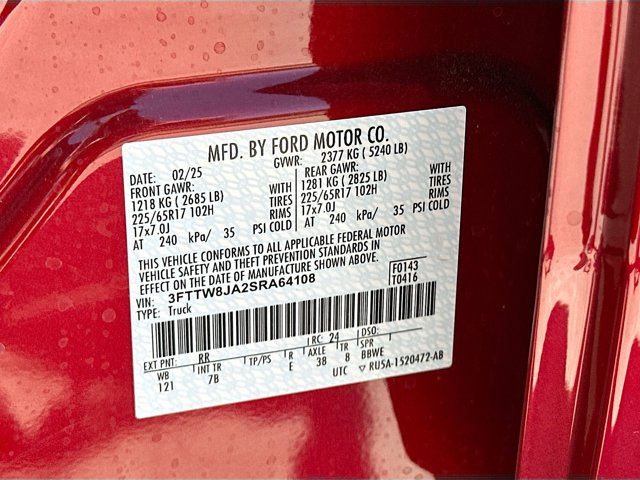 MFD. BY FORD MOTOR CO.
DATE: 02/25 GVWR: 2377 KG ( 5240 LB)
FRONT GAWR: WITH REAR GAWR: WITH
1218 KG ( 2685 LB) TIRES 1281 KG ( 2825 LB) TIRES
225/65R17 102H RIMS 225/65R17 102H RIMS
17x7.0J PSI COLD 17x7.0J PSI COLD
AT 240 kPa/ 35 AT 240 kPa/ 35
THIS VEHICLE CONFORMS TO ALL APPLICABLE FEDERAL MOTOR
VEHICLE SAFETY AND THEFT PREVENTION STANDARDS IN
EFFECT ON THE DATE OF MANUFACTURE SHOWN ABOVE.
VIN: 3FTTW8JA2SRA64108 F0143
TYPE: Truck T0416
EXT PNT: RR RC: 24 DSO:
WB INT TR TP/PS R AXLE TR SPR
121 7B E 38 8 BBWE
UTC ▽ RU5A-1520472-AB